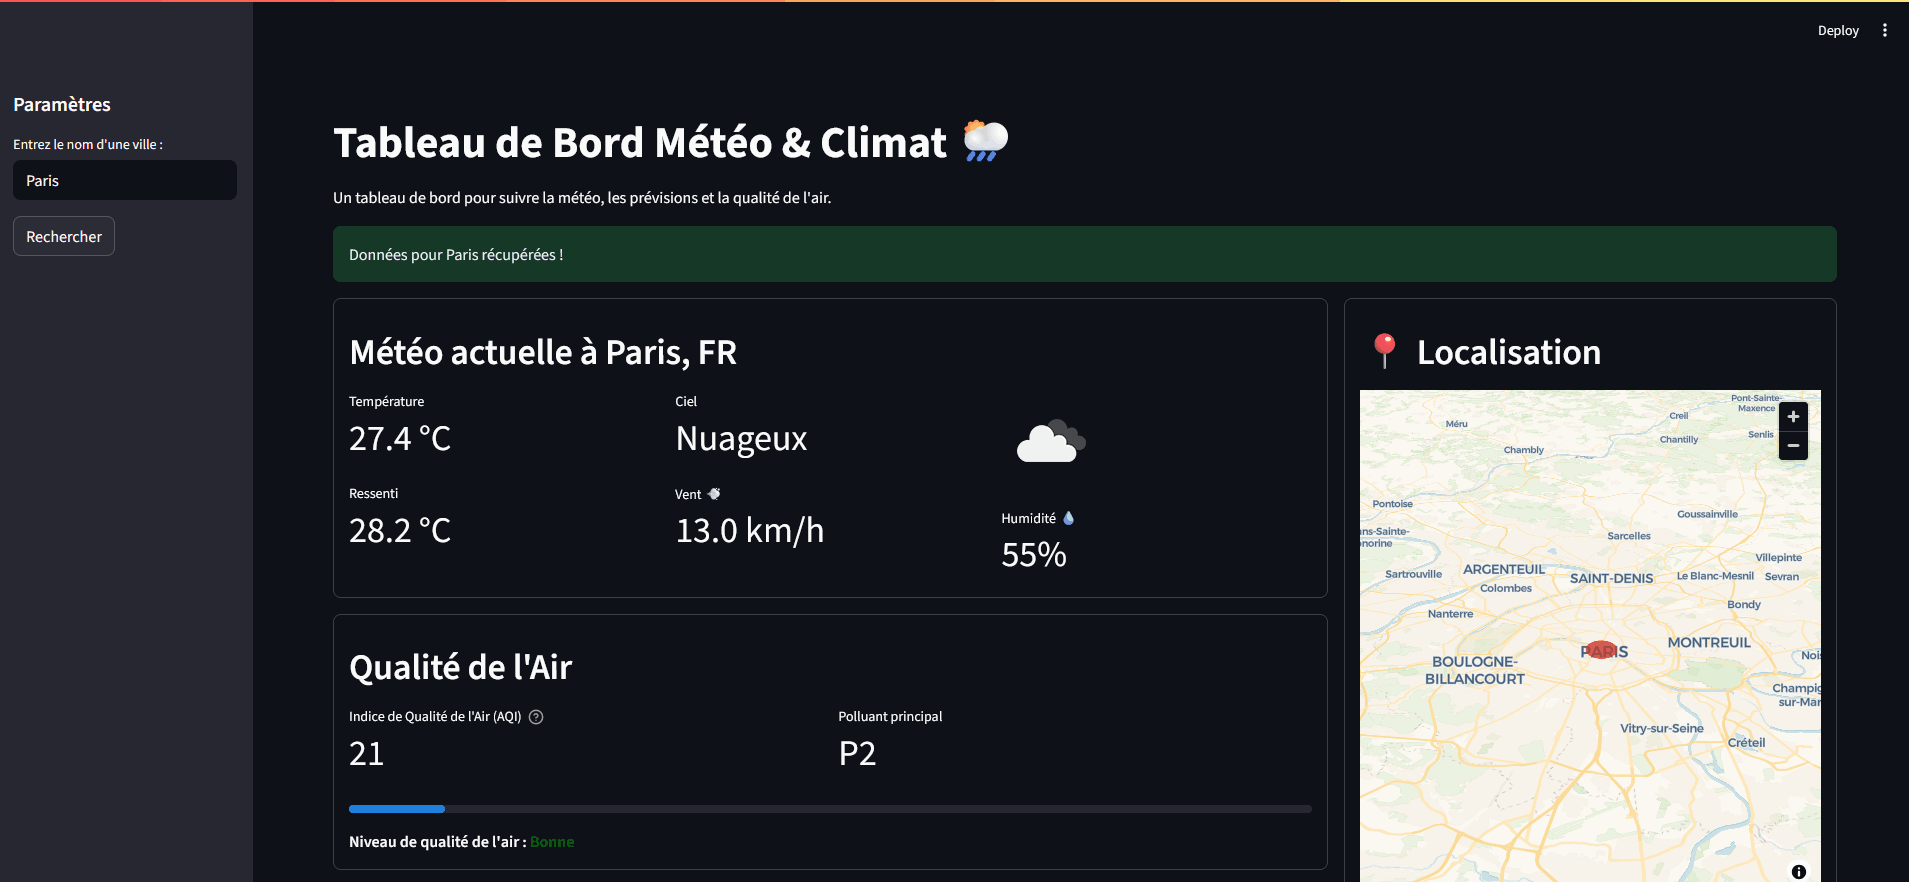 Deploy
Paramètres
Entrez le nom d'une ville :
Paris
Rechercher
Tableau de Bord Météo & Climat
Un tableau de bord pour suivre la météo, les prévisions et la qualité de l'air.
Données pour Paris récupérées !
Météo actuelle à Paris, FR
Température
27.4 °C
Ciel
Nuageux
Ressenti
28.2 °C
Vent
13.0 km/h
Humidité
55%
Qualité de l'Air
Indice de Qualité de l'Air (AQI)
21
Polluant principal
P2
Niveau de qualité de l'air : Bonne
Localisation
Pont-Sainte-
Maxence
Creil
Méru
Chantilly
Senlis
Chambly
Pontoise
Goussainville
ans-Sainte-
onorine
Sarcelles
Villepinte
Sartrouville
ARGENTEUIL
SAINT-DENIS
Le Blanc-Mesnil
Sevran
Colombes
Bondy
Nanterre
MONTREUIL
PARIS
Nois
BOULOGNE-
BILLANCOURT
Champig
sur-Mar
Vitry-sur-Seine
Créteil